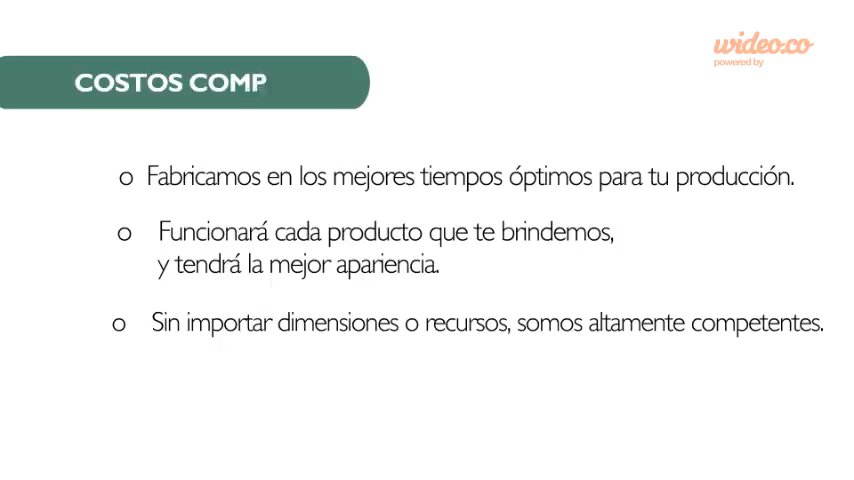 wideo.co
powered by
COSTOS COMP
o Fabricamos en los mejores tiempos óptimos para tu producción.
o Funcionará cada producto que te brindemos,
y tendrá la mejor apariencia.
o Sin importar dimensiones o recursos, somos altamente competentes.